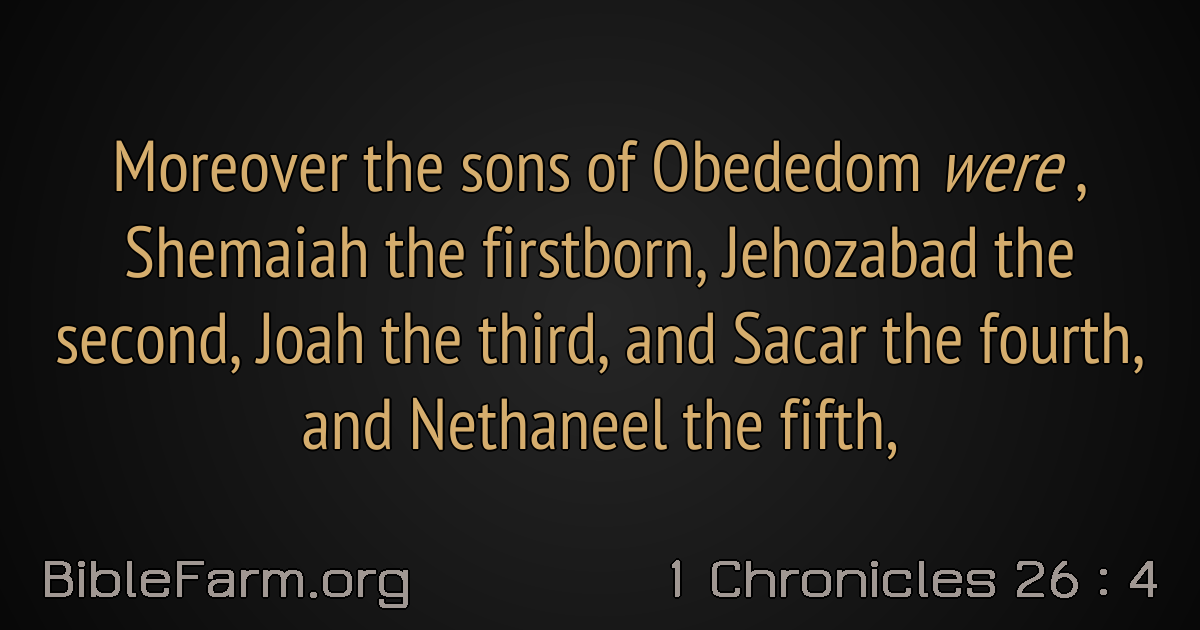 Moreover the sons of Obededom were ,
Shemaiah the firstborn, Jehozabad the
second, Joah the third, and Sacar the fourth,
and Nethaneel the fifth,
BibleFarm.org
1 Chronicles 26 : 4